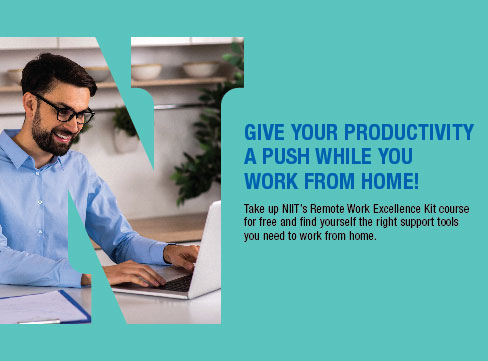 GIVE YOUR PRODUCTIVITY
A PUSH WHILE YOU
WORK FROM HOME!
Take up NIIT's Remote Work Excellence Kit course
for free and find yourself the right support tools
you need to work from home.